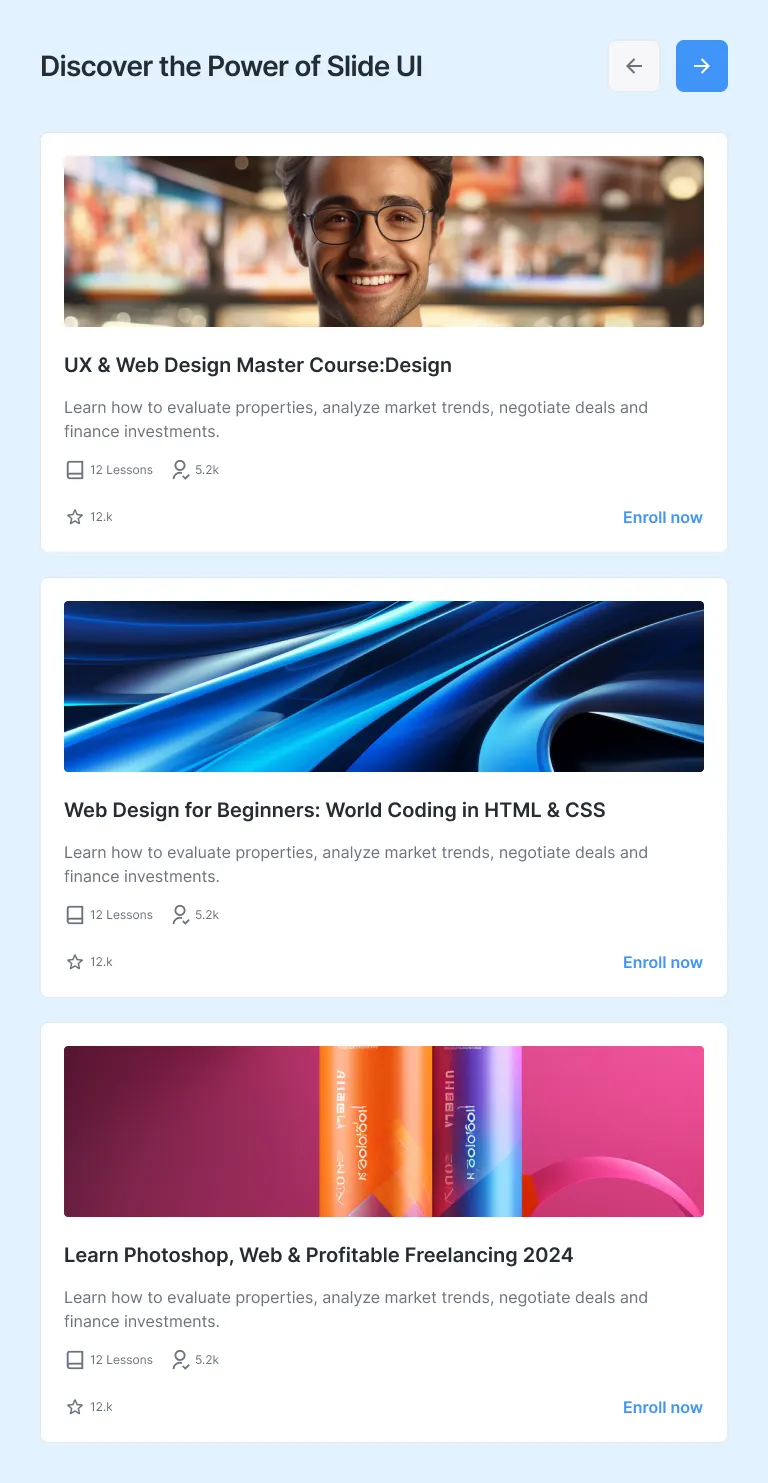 Discover the Power of Slide UI
UX & Web Design Master Course:Design
Learn how to evaluate properties, analyze market trends, negotiate deals and
finance investments.
12 Lessons 5.2k
12.k Enroll now
Web Design for Beginners: World Coding in HTML & CSS
Learn how to evaluate properties, analyze market trends, negotiate deals and
finance investments.
12 Lessons 5.2k
12.k Enroll now
Learn Photoshop, Web & Profitable Freelancing 2024
Learn how to evaluate properties, analyze market trends, negotiate deals and
finance investments.
12 Lessons 5.2k
12.k Enroll now